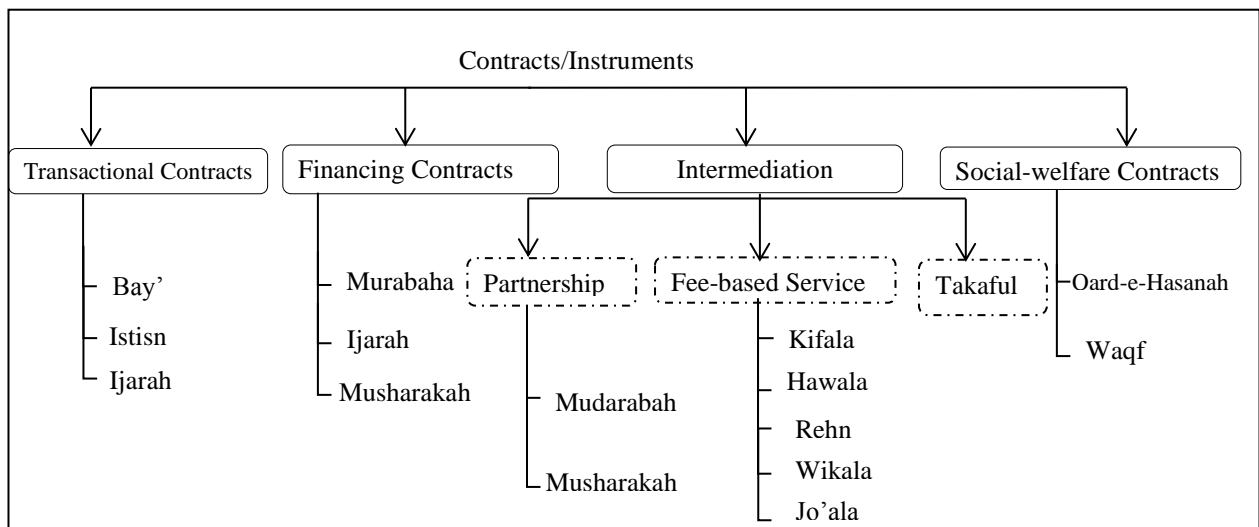 Contracts/Instruments
Transactional Contracts
Bay’
Istisn
Ijarah
Financing Contracts
Murabaha
Ijarah
Musharakah
Intermediation
Partnership
Mudarabah
Musharakah
Fee-based Service
Kifala
Hawala
Rehn
Wikala
Jo’ala
Takaful
Social-welfare Contracts
Oard-e-Hasanah
Waqf